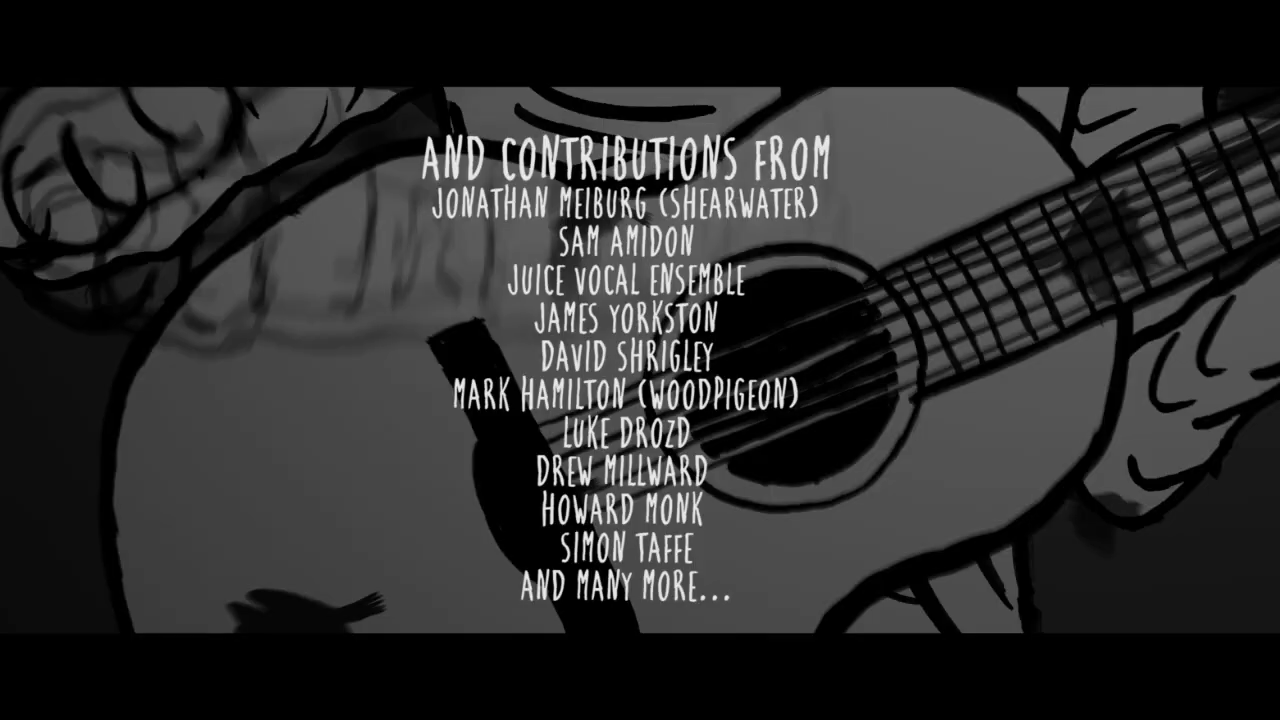 AND CONTRIBUTIONS FROM
JONATHAN MEIBURG (SHEARWATER)
SAM AMIDON
JUICE VOCAL ENSEMBLE
JAMES YORKSTON
DAVID SHRIGLEY
MARK HAMILTON (WOODPIGEON)
LUKE DROZD
DREW MILLWARD
HOWARD MONK
SIMON TAFFE
AND MANY MORE...